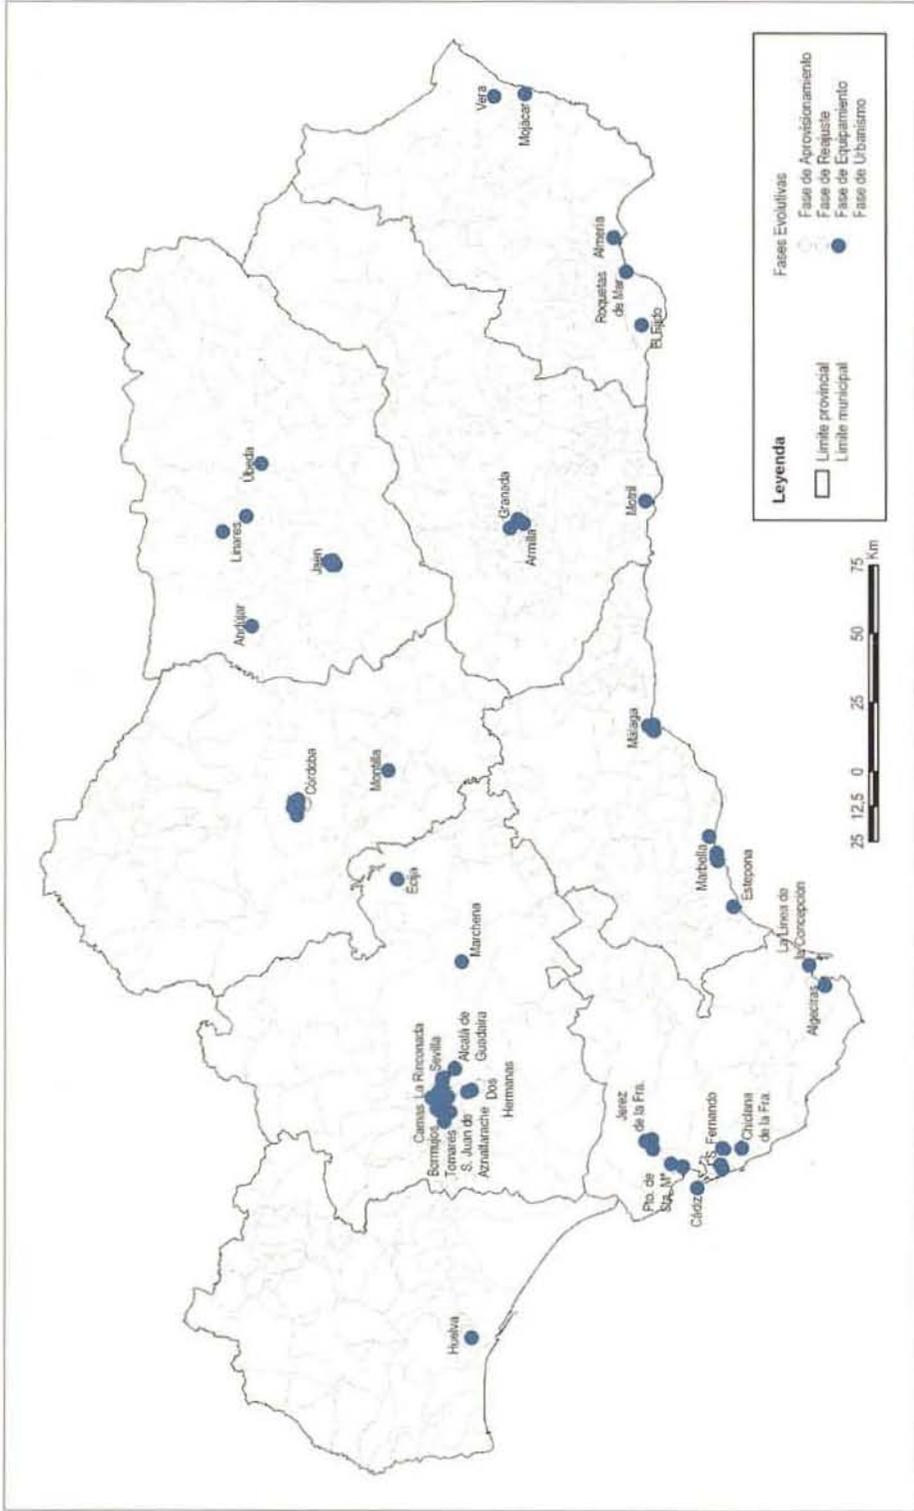 Huelva
Camas
La Rinconada
Bormujos
Sevilla
Tomares
Alcalá de
Guadaira
S. Juan de
Aznalfarache
Dos
Hermanas
Marchena
Écija
Córdoba
Montilla
Andújar
Linares
Úbeda
Jaén
Granada
Armilla
Motril
Vera
Mojácar
Almería
Roquetas
de Mar
El Ejido
Málaga
Marbella
Estepona
La Línea de
la Concepción
Algeciras
Jerez
de la Fra.
Pto. de
Sta. Mª
Cádiz
S. Fernando
Chiclana
de la Fra.
25 12,5 0 25 50 75
Km
Leyenda
Límite provincial
Límite municipal
Fases Evolutivas
Fase de Aprovisionamiento
Fase de Reajuste
Fase de Equipamiento
Fase de Urbanismo